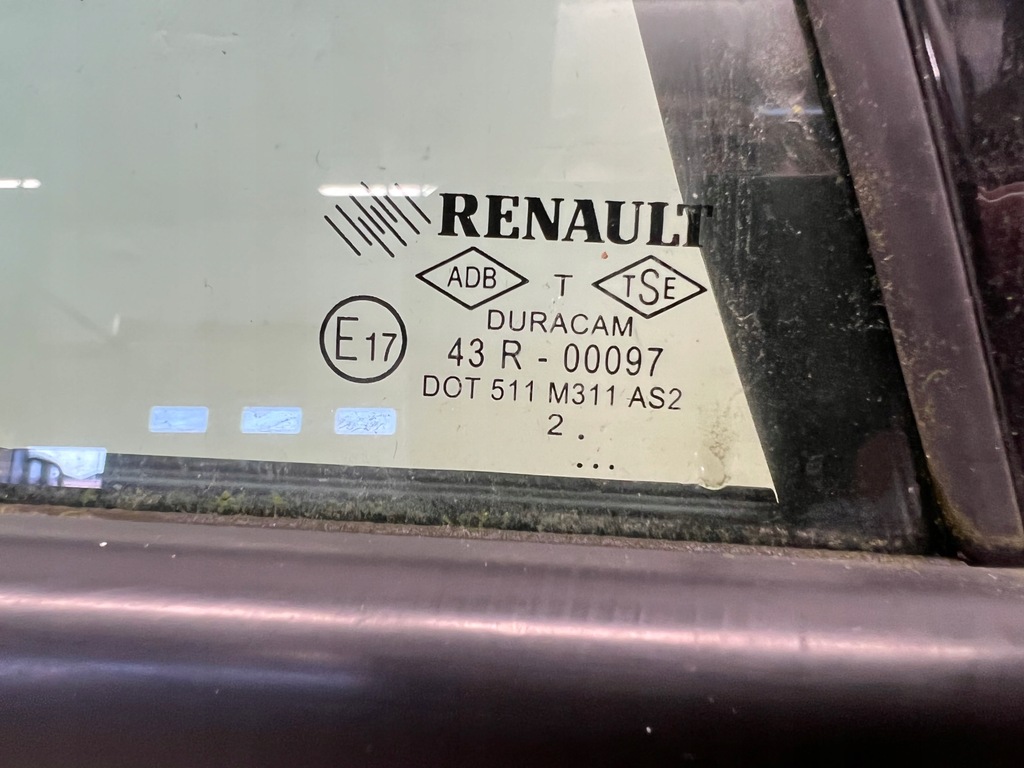 RENAULT
ADB T TSE
DURACAM
E17 43 R - 00097
DOT 511 M311 AS2
2 .
...